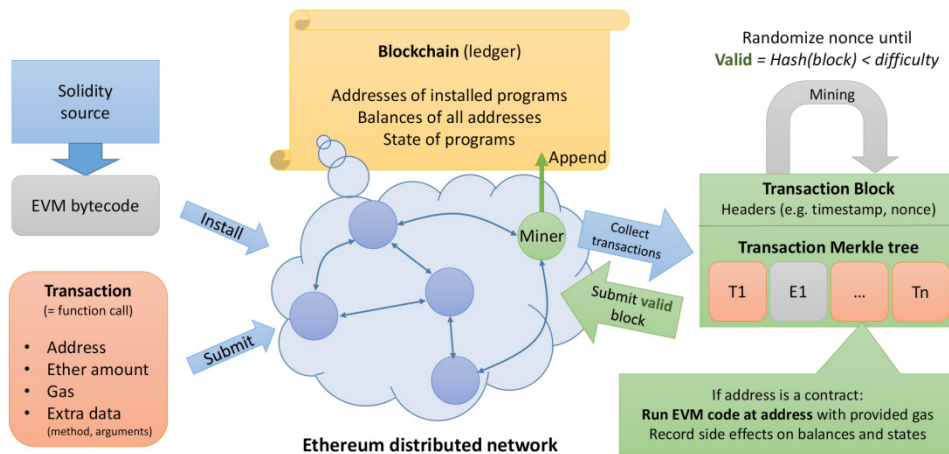 Solidity
source
EVM bytecode
Transaction
(= function call)
• Address
• Ether amount
• Gas
• Extra data
(method, arguments)
Install
Submit
Blockchain (ledger)
Addresses of installed programs
Balances of all addresses
State of programs
Append
Miner
Ethereum distributed network
Collect
transactions
Submit valid
block
Randomize nonce until
Valid = Hash(block) < difficulty
Mining
Transaction Block
Headers (e.g. timestamp, nonce)
Transaction Merkle tree
T1 E1 ... Tn
If address is a contract:
Run EVM code at address with provided gas
Record side effects on balances and states